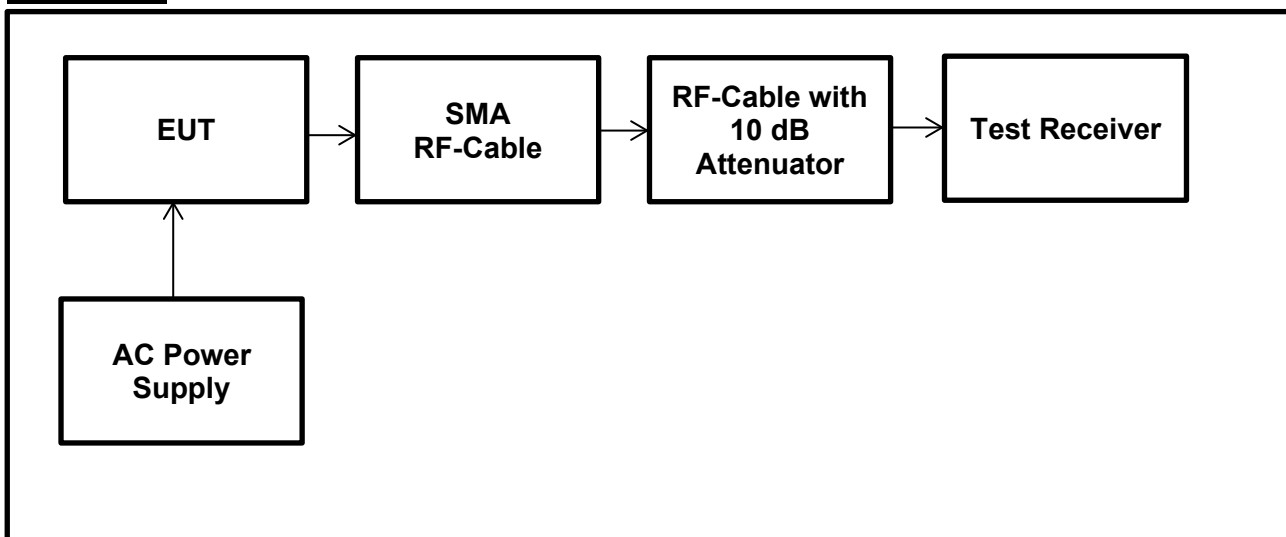 EUT
SMA
RF-Cable
RF-Cable with
10 dB
Attenuator
Test Receiver
AC Power
Supply